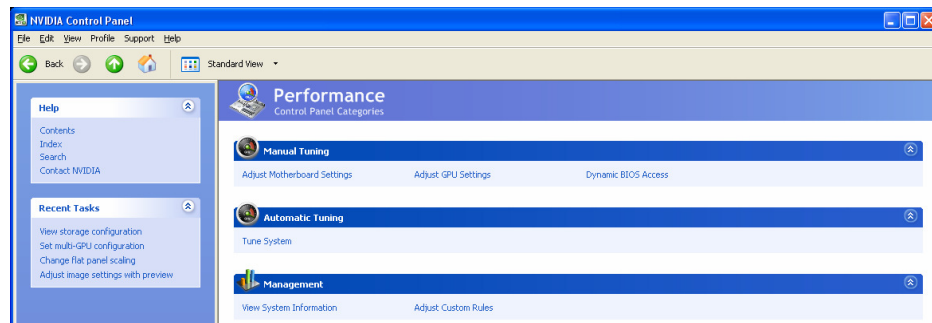 NVIDIA Control Panel
File Edit View Profile Support Help
Back Standard View
Help
Contents
Index
Search
Contact NVIDIA
Recent Tasks
View storage configuration
Set multi-GPU configuration
Change flat panel scaling
Adjust image settings with preview
Performance
Control Panel Categories
Manual Tuning
Adjust Motherboard Settings Adjust GPU Settings Dynamic BIOS Access
Automatic Tuning
Tune System
Management
View System Information Adjust Custom Rules